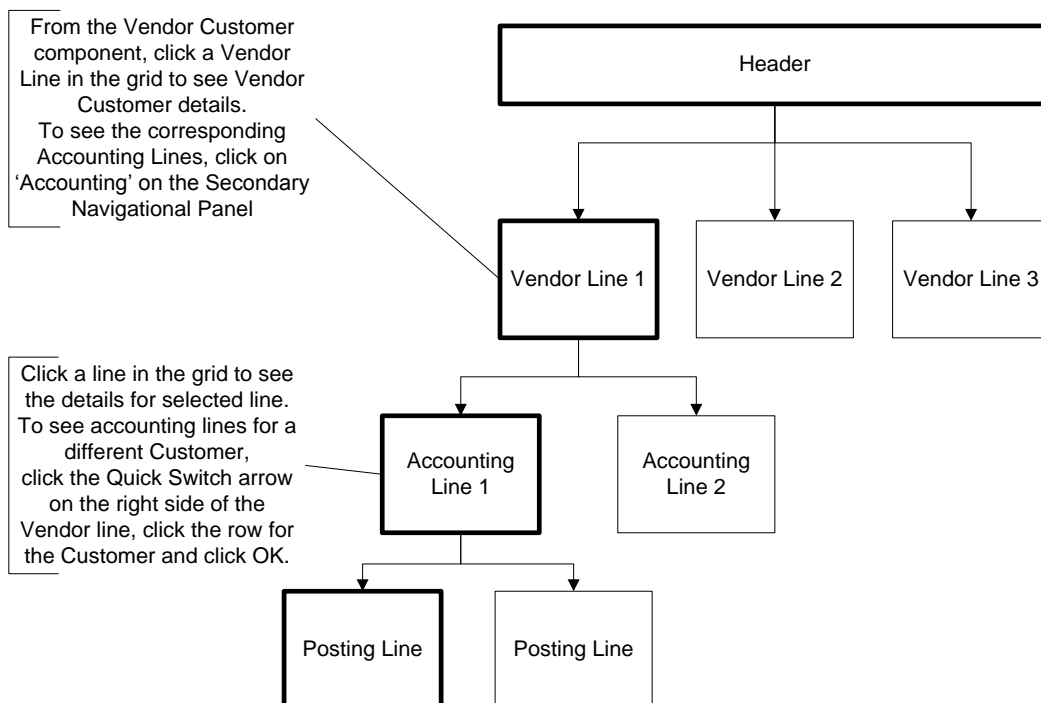 From the Vendor Customer
component, click a Vendor
Line in the grid to see Vendor
Customer details.
To see the corresponding
Accounting Lines, click on
‘Accounting’ on the Secondary
Navigational Panel
Header
Vendor Line 1
Vendor Line 2
Vendor Line 3
Click a line in the grid to see
the details for selected line.
To see accounting lines for a
different Customer,
click the Quick Switch arrow
on the right side of the
Vendor line, click the row for
the Customer and click OK.
Accounting
Line 1
Accounting
Line 2
Posting Line
Posting Line